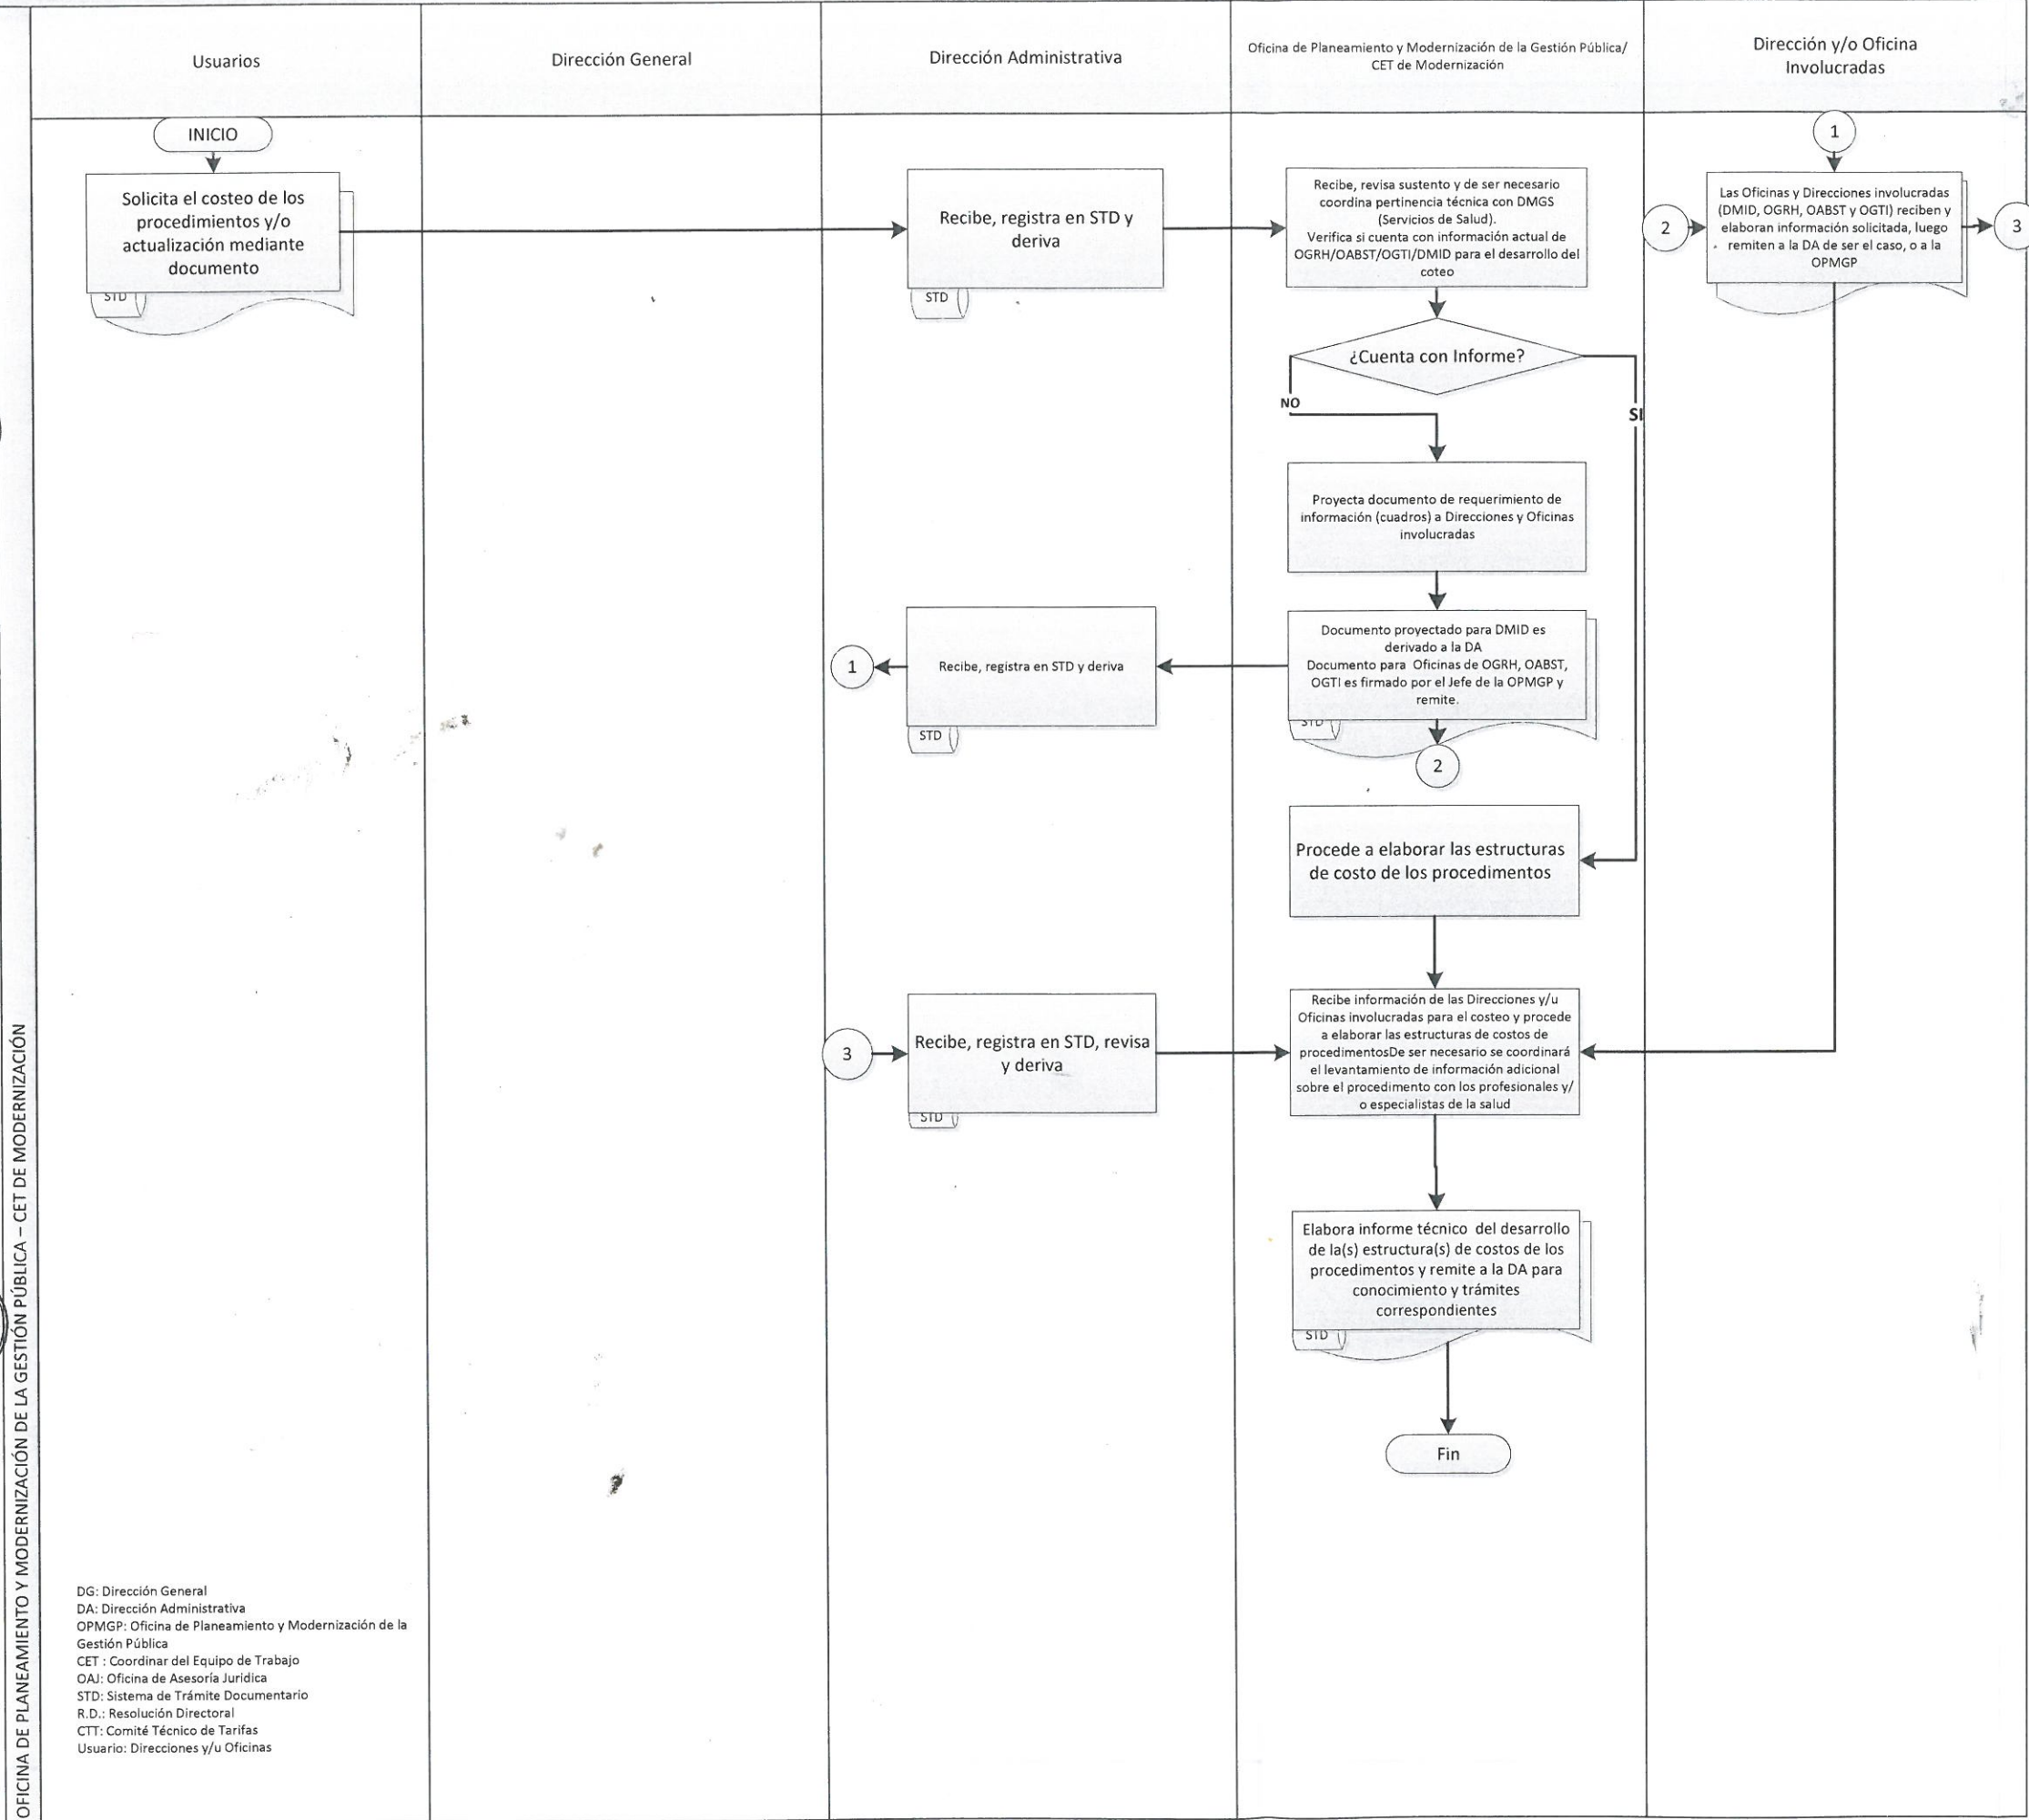 OFICINA DE PLANEAMIENTO Y MODERNIZACIÓN DE LA GESTIÓN PÚBLICA – CET DE MODERNIZACIÓN
Usuarios
Dirección General
Dirección Administrativa
Oficina de Planeamiento y Modernización de la Gestión Pública/
CET de Modernización
Dirección y/o Oficina
Involucradas
INICIO
Solicita el costeo de los
procedimientos y/o
actualización mediante
documento
STD
Recibe, registra en STD y
deriva
STD
Recibe, revisa sustento y de ser necesario
coordina pertinencia técnica con DMGS
(Servicios de Salud).
Verifica si cuenta con información actual de
OGRH/OABST/OGTI/DMID para el desarrollo del
coteo
1
2
Las Oficinas y Direcciones involucradas
(DMID, OGRH, OABST y OGTI) reciben y
elaboran información solicitada, luego
remiten a la DA de ser el caso, o a la
OPMGP
3
¿Cuenta con Informe?
NO
SI
Proyecta documento de requerimiento de
información (cuadros) a Direcciones y Oficinas
involucradas
Documento proyectado para DMID es
derivado a la DA
Documento para Oficinas de OGRH, OABST,
OGTI es firmado por el Jefe de la OPMGP y
remite.
STD
2
1
Recibe, registra en STD y deriva
STD
Procede a elaborar las estructuras
de costo de los procedimentos
3
Recibe, registra en STD, revisa
y deriva
STD
Recibe información de las Direcciones y/u
Oficinas involucradas para el costeo y procede
a elaborar las estructuras de costos de
procedimentosDe ser necesario se coordinará
el levantamiento de información adicional
sobre el procedimento con los profesionales y/
o especialistas de la salud
Elabora informe técnico del desarrollo
de la(s) estructura(s) de costos de los
procedimentos y remite a la DA para
conocimiento y trámites
correspondientes
STD
Fin
DG: Dirección General
DA: Dirección Administrativa
OPMGP: Oficina de Planeamiento y Modernización de la
Gestión Pública
CET : Coordinar del Equipo de Trabajo
OAJ: Oficina de Asesoría Juridica
STD: Sistema de Trámite Documentario
R.D.: Resolución Directoral
CTT: Comité Técnico de Tarifas
Usuario: Direcciones y/u Oficinas